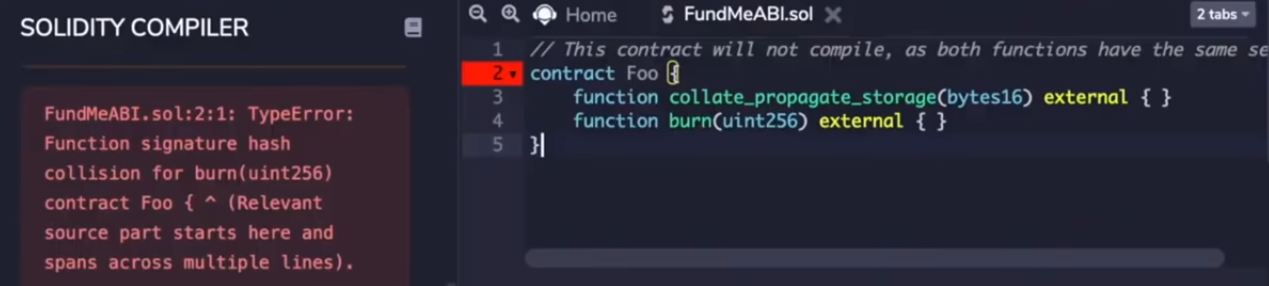 SOLIDITY COMPILER
FundMeABI.sol:2:1: TypeError:
Function signature hash
collision for burn(uint256)
contract Foo { ^ (Relevant
source part starts here and
spans across multiple lines).
Home
FundMeABI.sol
2 tabs
1 // This contract will not compile, as both functions have the same se
2 contract Foo {
3 function collate_propagate_storage(bytes16) external { }
4 function burn(uint256) external { }
5 }